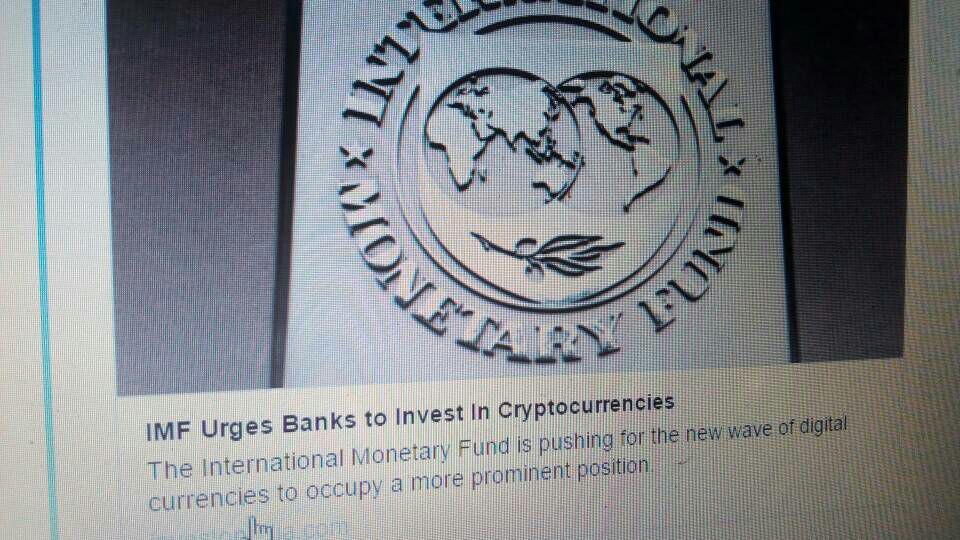 INTERNATIONAL
MONETARY FUND
IMF Urges Banks to Invest In Cryptocurrencies
The International Monetary Fund is pushing for the new wave of digital
currencies to occupy a more prominent position